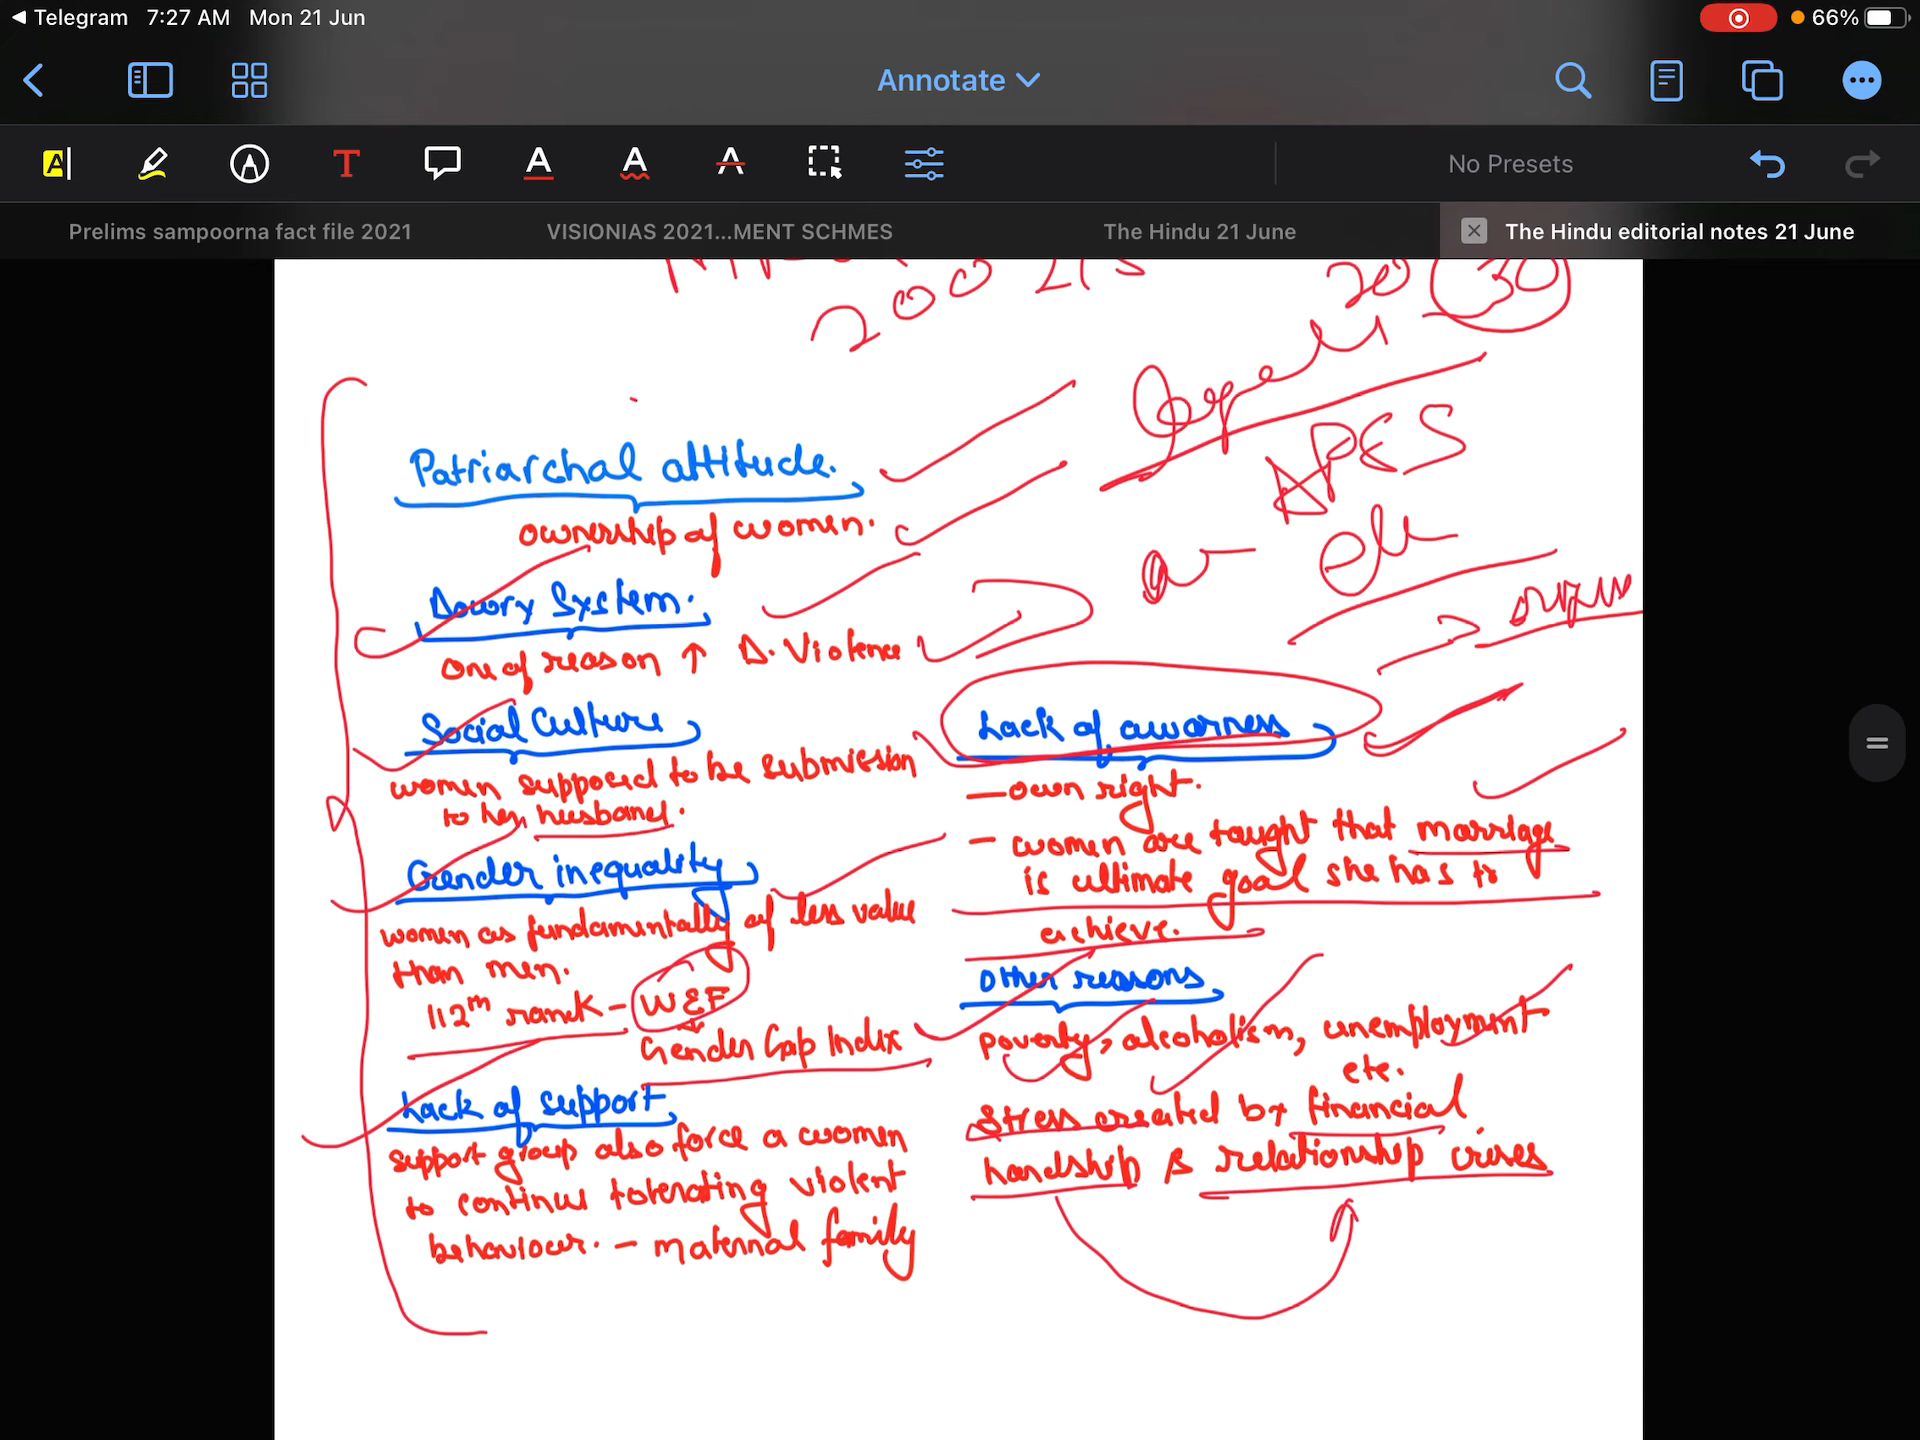 Telegram 7:27 AM Mon 21 Jun
66%
Annotate
A
T
A
A
A
No Presets
Prelims sampoorna fact file 2021
VISIONIAS 2021...MENT SCHMES
The Hindu 21 June
The Hindu editorial notes 21 June
200
20 30
APES
Patriarchal attitude.
ownership of women.
Dowry System.
one of reason ↑ D. Violence
Social Culture
women supposed to be submission
to her husband.
Gender inequality
women as fundamentally of less value
than men.
112th rank - WEF
Gender Gap Index
Lack of support
support group also force a women
to continue tolerating violent
behaviour. - maternal family
Lack of awarness
- own right.
- women are taught that marriage
is ultimate goal she has to
achieve.
Other reasons
poverty, alcoholism, unemployment
etc.
Stress created by financial
hardship & relationship crises